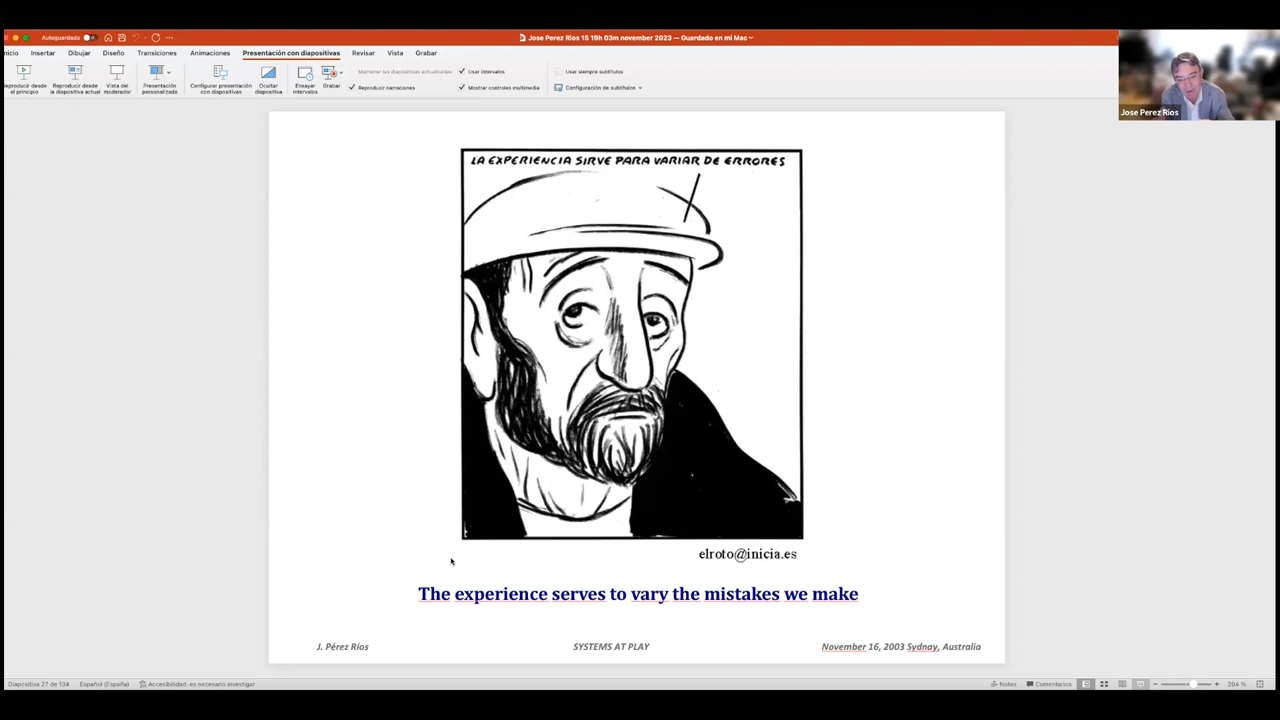 Autoguardado
Jose Perez Rios 15 19h 03m november 2023 — Guardado en mi Mac
Inicio Insertar Dibujar Diseño Transiciones Animaciones Presentación con diapositivas Revisar Vista Grabar
Reproducir desde el principio
Reproducir desde la diapositiva actual
Vista del moderador
Presentación personalizada
Configurar presentación con diapositivas
Ocultar diapositiva
Ensayar intervalos
Grabar
Mantener las diapositivas actualizadas
Reproducir narraciones
Usar intervalos
Mostrar controles multimedia
Usar siempre subtítulos
Configuración de subtítulos
Jose Perez Rios
LA EXPERIENCIA SIRVE PARA VARIAR DE ERRORES
elroto@inicia.es
The experience serves to vary the mistakes we make
J. Pérez Ríos SYSTEMS AT PLAY November 16, 2003 Sydnay, Australia
Diapositiva 27 de 134 Español (España) Accesibilidad: es necesario investigar Notas Comentarios 204 %